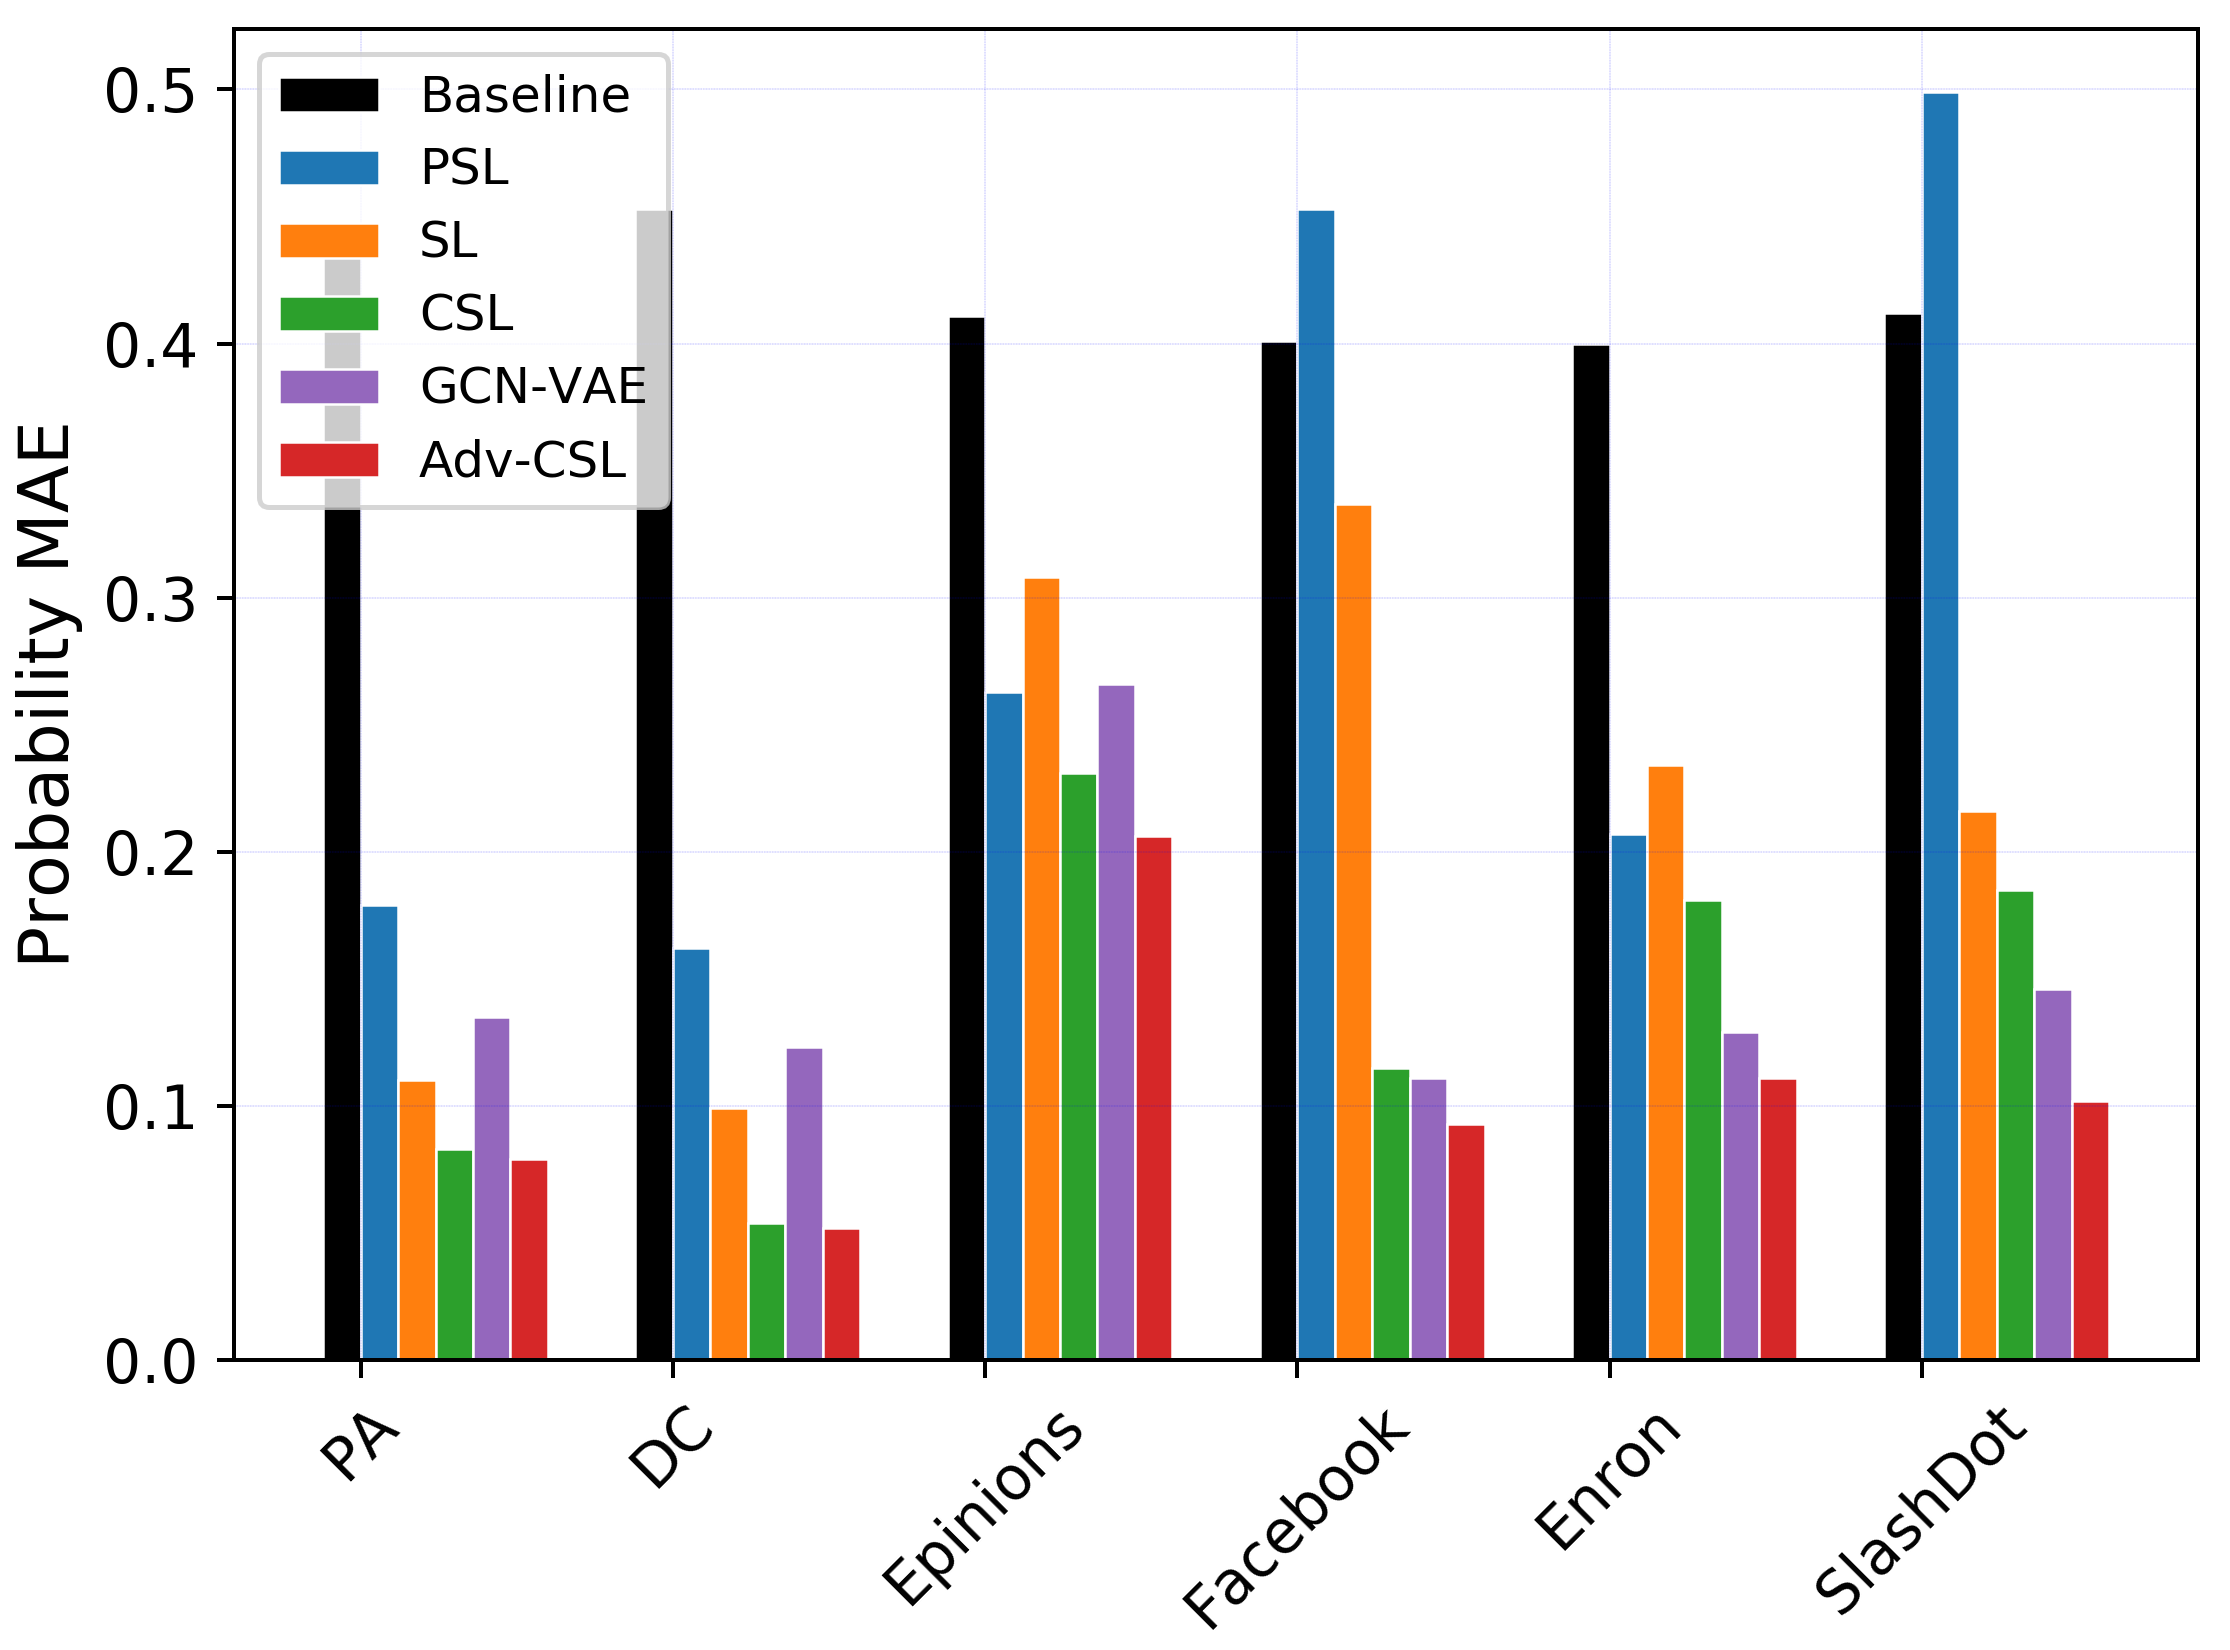 Probability MAE
0.5
0.4
0.3
0.2
0.1
0.0
Baseline
PSL
SL
CSL
GCN-VAE
Adv-CSL
PA
DC
Epinions
Facebook
Enron
SlashDot